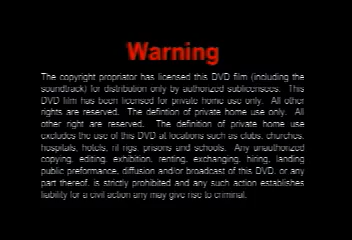 Warning
The copyright propriator has licensed this DVD film (including the
soundtrack) for distribution only by authorized sublicensees. This
DVD film has been licensed for private home use only. All other
rights are reserved. The defintion of private home use only. All
other right are reserved. The definition of private home use
excludes the use of this DVD at locations such as clubs, churches,
hospitals, hotels, ril rigs, prisons and schools. Any unauthorized
copying, editing, exhibition, renting, exchanging, hiring, landing
public preformance, diffusion and/or broadcast of this DVD, or any
part thereof, is strictly prohibited and any such action establishes
liability for a civil action any may give rise to criminal.